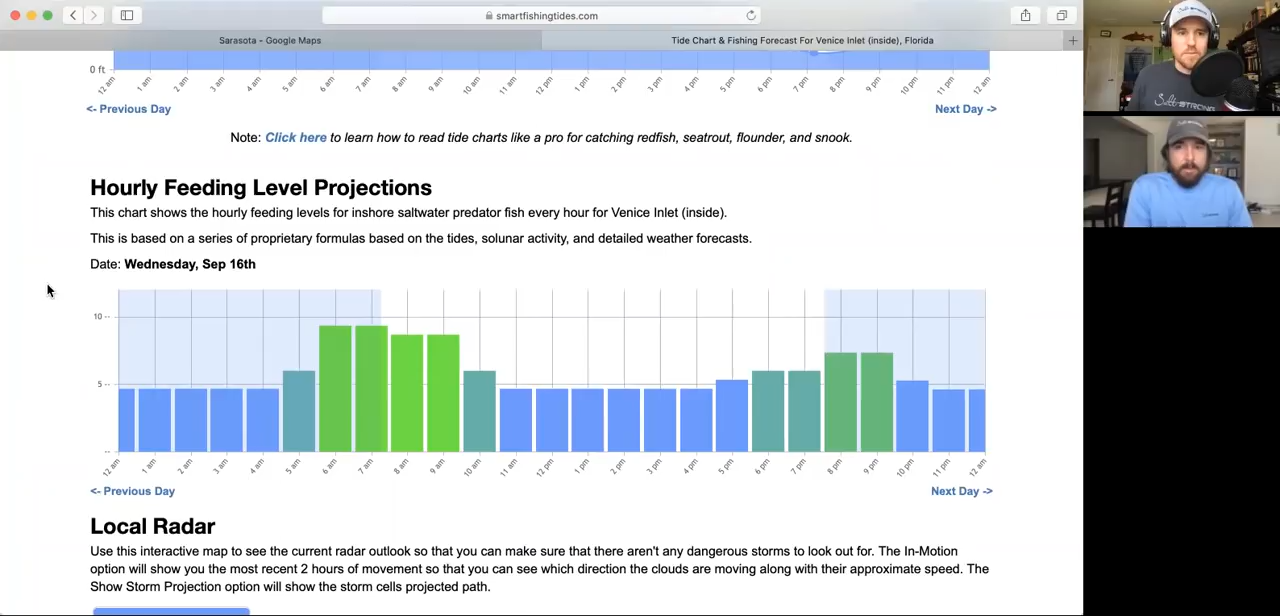 smartfishingtides.com
Sarasota - Google Maps
Tide Chart & Fishing Forecast For Venice Inlet (inside), Florida
0 ft
12 am 1 am 2 am 3 am 4 am 5 am 6 am 7 am 8 am 9 am 10 am 11 am 12 pm 1 pm 2 pm 3 pm 4 pm 5 pm 6 pm 7 pm 8 pm 9 pm 10 pm 11 pm 12 am
<- Previous Day
Next Day ->
Note: Click here to learn how to read tide charts like a pro for catching redfish, seatrout, flounder, and snook.
Hourly Feeding Level Projections
This chart shows the hourly feeding levels for inshore saltwater predator fish every hour for Venice Inlet (inside).
This is based on a series of proprietary formulas based on the tides, solunar activity, and detailed weather forecasts.
Date: Wednesday, Sep 16th
10
5
12 am 1 am 2 am 3 am 4 am 5 am 6 am 7 am 8 am 9 am 10 am 11 am 12 pm 1 pm 2 pm 3 pm 4 pm 5 pm 6 pm 7 pm 8 pm 9 pm 10 pm 11 pm 12 am
<- Previous Day
Next Day ->
Local Radar
Use this interactive map to see the current radar outlook so that you can make sure that there aren't any dangerous storms to look out for. The In-Motion
option will show you the most recent 2 hours of movement so that you can see which direction the clouds are moving along with their approximate speed. The
Show Storm Projection option will show the storm cells projected path.
Salt STRONG